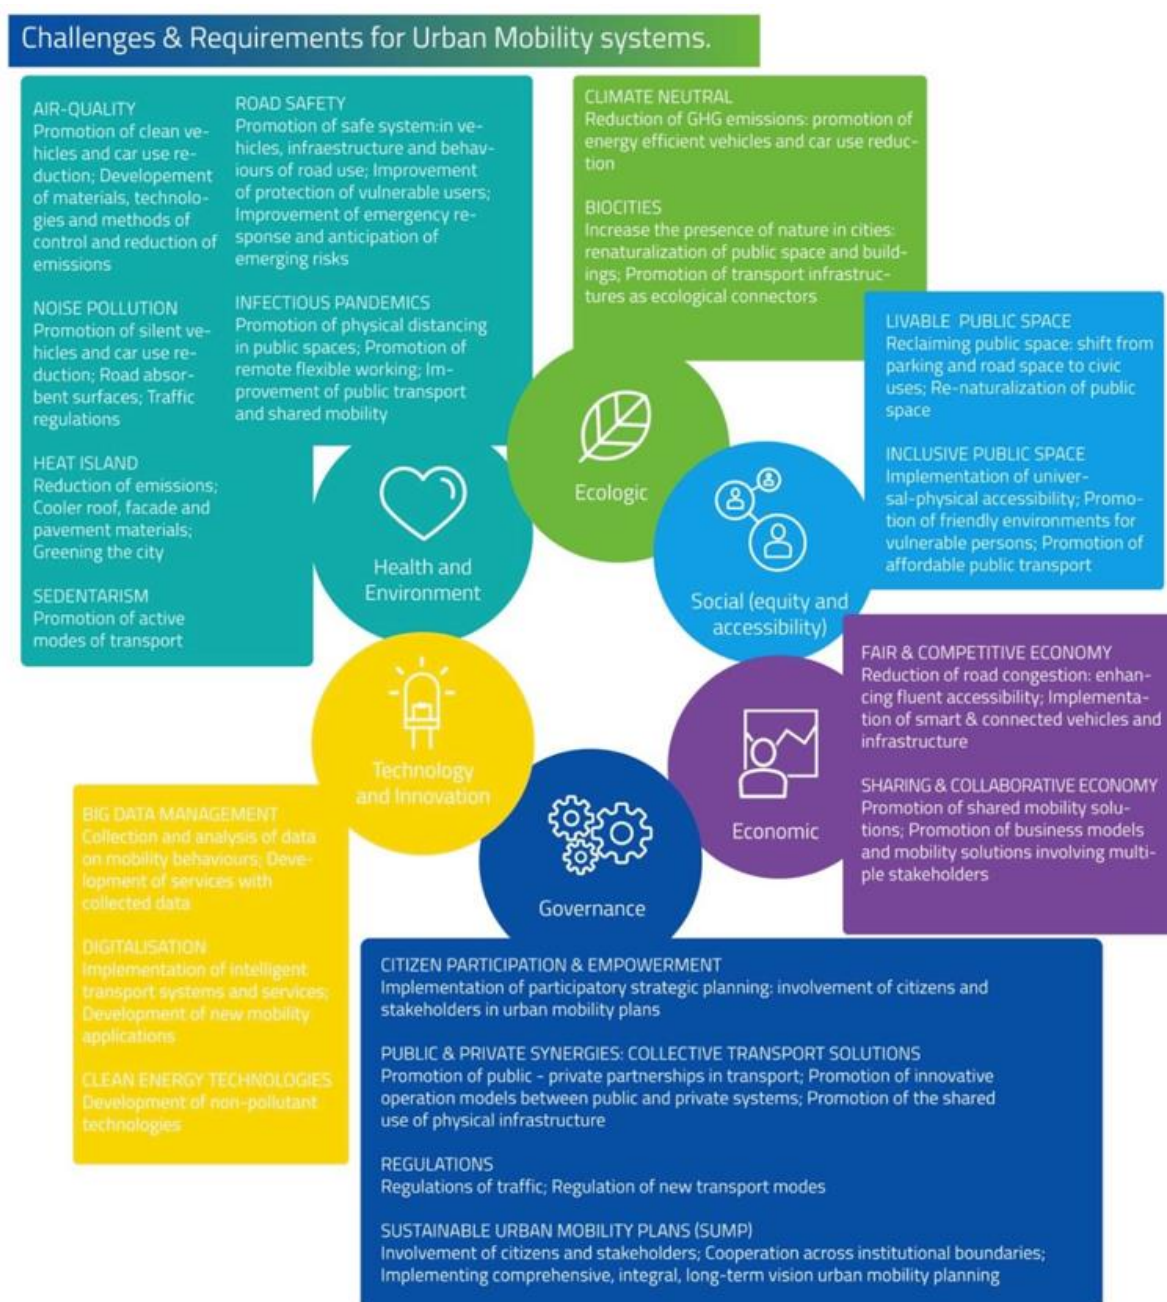 Challenges & Requirements for Urban Mobility systems.
AIR-QUALITY
Promotion of clean ve-
hicles and car use re-
duction; Developement
of materials, technolo-
gies and methods of
control and reduction of
emissions
NOISE POLLUTION
Promotion of silent ve-
hicles and car use re-
duction; Road absor-
bent surfaces; Traffic
regulations
HEAT ISLAND
Reduction of emissions;
Cooler roof, facade and
pavement materials;
Greening the city
SEDENTARISM
Promotion of active
modes of transport
ROAD SAFETY
Promotion of safe system:in ve-
hicles, infraestructure and behav-
iours of road use; Improvement
of protection of vulnerable users;
Improvement of emergency re-
sponse and anticipation of
emerging risks
INFECTIOUS PANDEMICS
Promotion of physical distancing
in public spaces; Promotion of
remote flexible working; Im-
provement of public transport
and shared mobility
Health and
Environment
CLIMATE NEUTRAL
Reduction of GHG emissions: promotion of
energy efficient vehicles and car use reduc-
tion
BIOCITIES
Increase the presence of nature in cities:
renaturalization of public space and build-
ings; Promotion of transport infrastruc-
tures as ecological connectors
Ecologic
LIVABLE PUBLIC SPACE
Reclaiming public space: shift from
parking and road space to civic
uses; Re-naturalization of public
space
INCLUSIVE PUBLIC SPACE
Implementation of univer-
sal-physical accessibility; Promo-
tion of friendly environments for
vulnerable persons; Promotion of
affordable public transport
Social (equity and
accessibility)
FAIR & COMPETITIVE ECONOMY
Reduction of road congestion: enhan-
cing fluent accessibility; Implementa-
tion of smart & connected vehicles and
infrastructure
SHARING & COLLABORATIVE ECONOMY
Promotion of shared mobility solu-
tions; Promotion of business models
and mobility solutions involving multi-
ple stakeholders
Economic
Technology
and Innovation
BIG DATA MANAGEMENT
Collection and analysis of data
on mobility behaviours; Deve-
lopment of services with
collected data
DIGITALISATION
Implementation of intelligent
transport systems and services;
Development of new mobility
applications
CLEAN ENERGY TECHNOLOGIES
Development of non-pollutant
technologies
Governance
CITIZEN PARTICIPATION & EMPOWERMENT
Implementation of participatory strategic planning: involvement of citizens and
stakeholders in urban mobility plans
PUBLIC & PRIVATE SYNERGIES: COLLECTIVE TRANSPORT SOLUTIONS
Promotion of public - private partnerships in transport; Promotion of innovative
operation models between public and private systems; Promotion of the shared
use of physical infrastructure
REGULATIONS
Regulations of traffic; Regulation of new transport modes
SUSTAINABLE URBAN MOBILITY PLANS (SUMP)
Involvement of citizens and stakeholders; Cooperation across institutional boundaries;
Implementing comprehensive, integral, long-term vision urban mobility planning